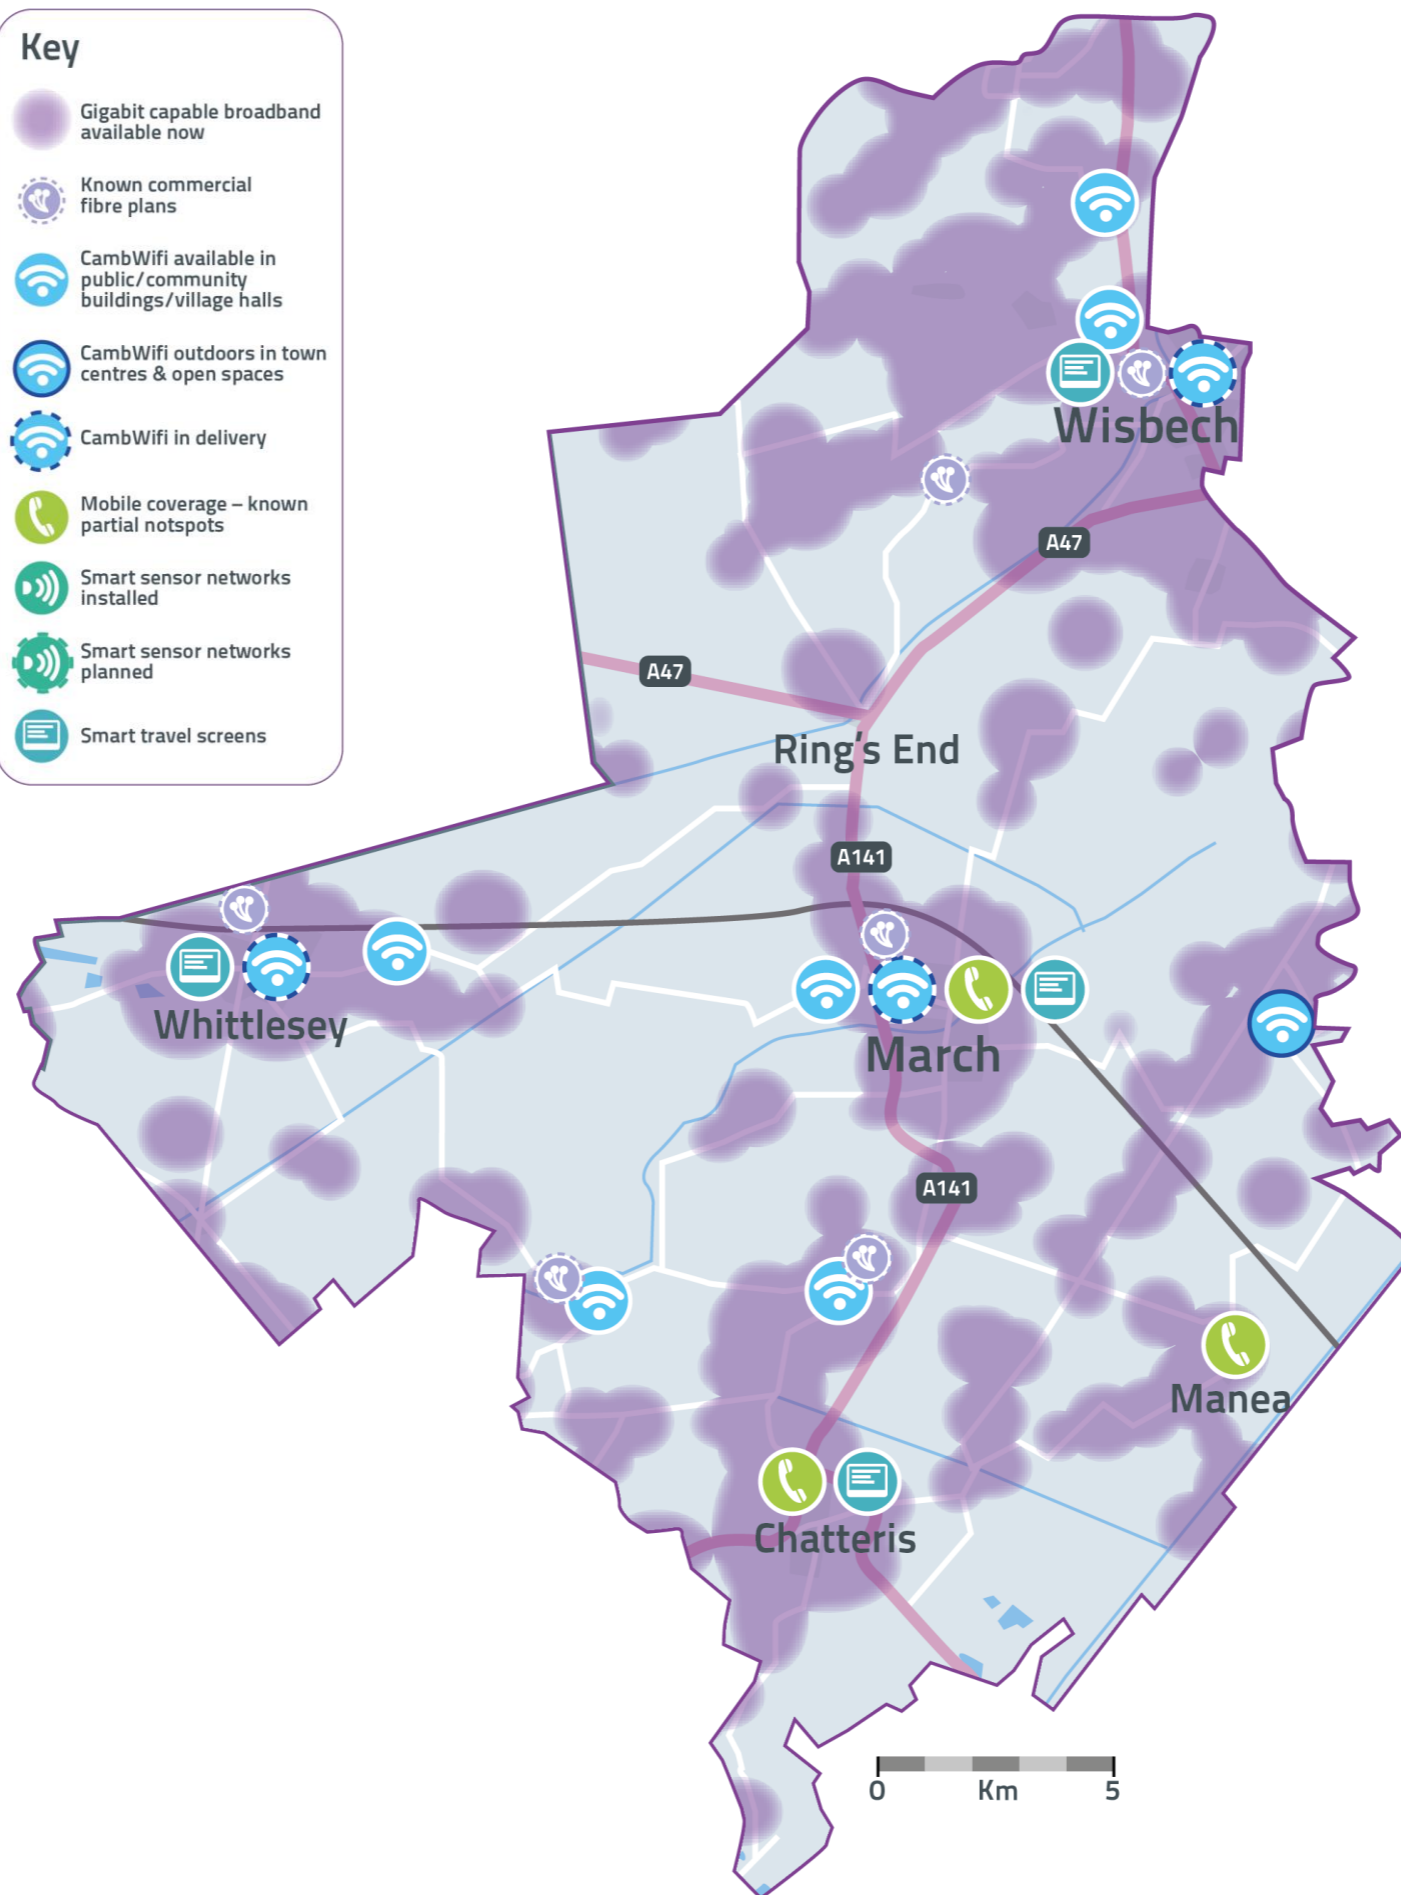 Key
Gigabit capable broadband
available now
Known commercial
fibre plans
CambWifi available in
public/community
buildings/village halls
CambWifi outdoors in town
centres & open spaces
CambWifi in delivery
Mobile coverage – known
partial notspots
Smart sensor networks
installed
Smart sensor networks
planned
Smart travel screens
Wisbech
A47
A47
Ring's End
A141
Whittlesey
March
A141
Manea
Chatteris
0 Km 5